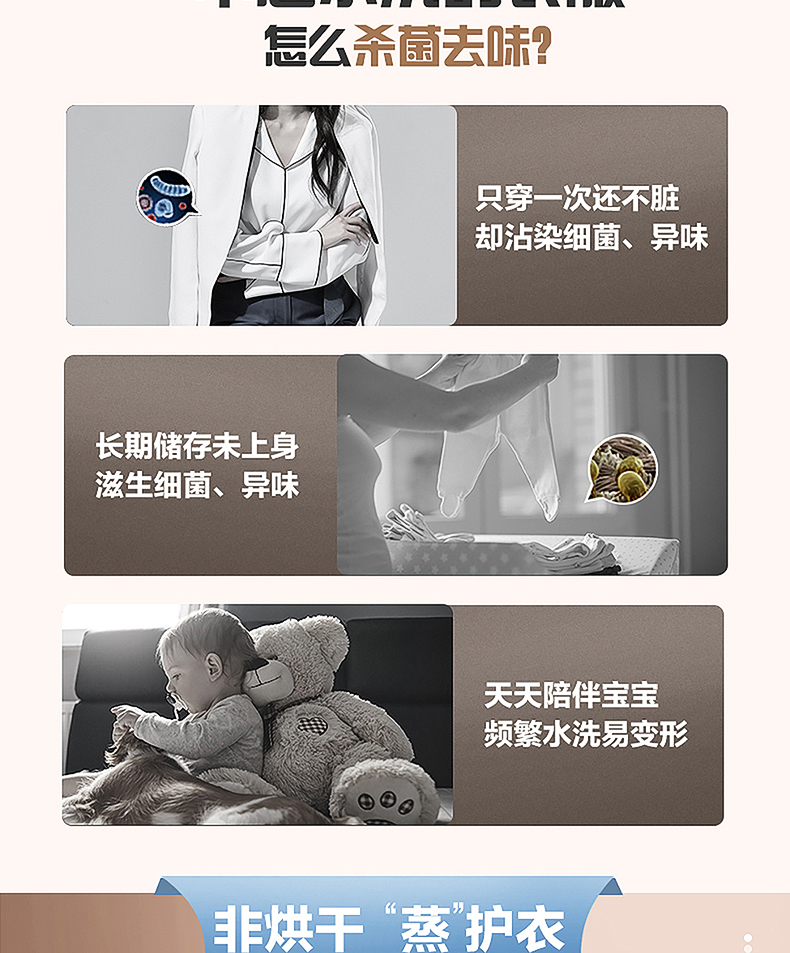 怎么杀菌去味?
只穿一次还不脏
却沾染细菌、异味
长期储存未上身
滋生细菌、异味
天天陪伴宝宝
频繁水洗易变形
非烘干“蒸”护衣